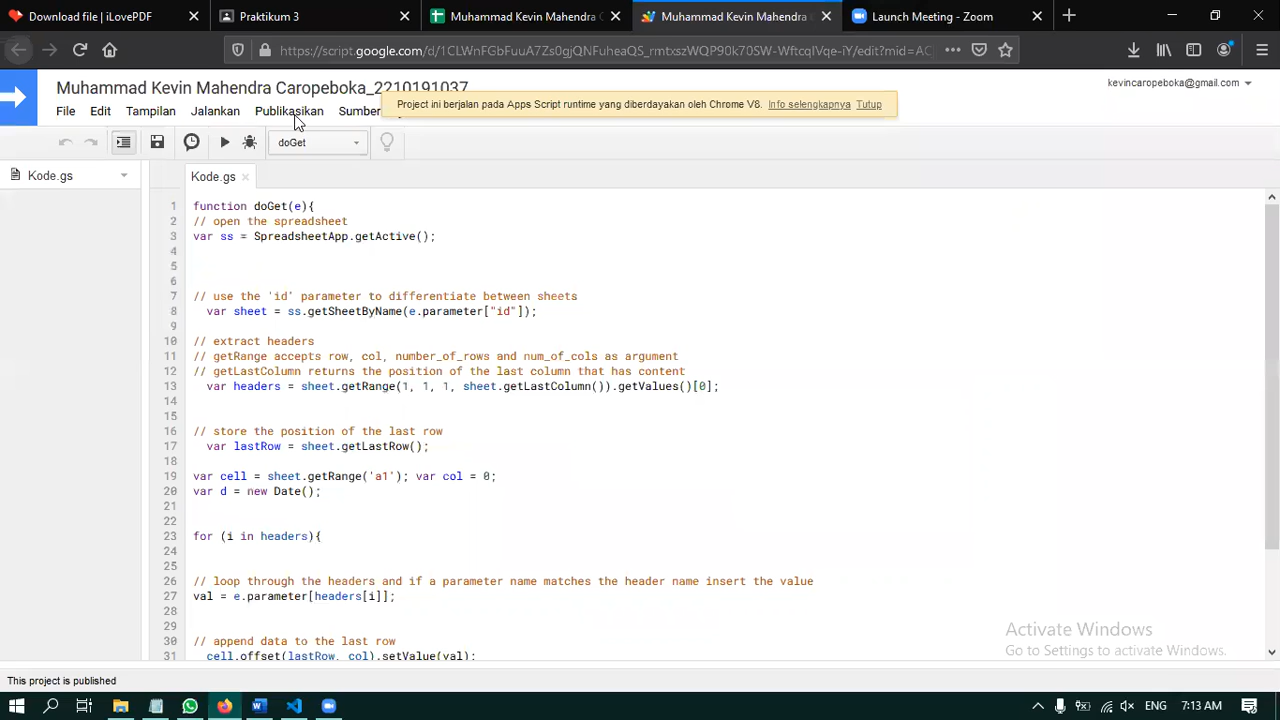 Download file | iLovePDF
Praktikum 3
Muhammad Kevin Mahendra C
Muhammad Kevin Mahendra
Launch Meeting - Zoom
https://script.google.com/d/
Muhammad Kevin Mahendra Caropeboka_2210191037
kevincaropeboka@gmail.com
Project ini berjalan pada Apps Script runtime yang diberdayakan oleh Chrome V8. Info selengkapnya Tutup
File Edit Tampilan Jalankan Publikasikan Sumber
doGet
Kode.gs
Kode.gs
1 function doGet(e){
2 // open the spreadsheet
3 var ss = SpreadsheetApp.getActive();
4
5
6
7 // use the 'id' parameter to differentiate between sheets
8 var sheet = ss.getSheetByName(e.parameter["id"]);
9
10 // extract headers
11 // getRange accepts row, col, number_of_rows and num_of_cols as argument
12 // getLastColumn returns the position of the last column that has content
13 var headers = sheet.getRange(1, 1, 1, sheet.getLastColumn()).getValues()[0];
14
15
16 // store the position of the last row
17 var lastRow = sheet.getLastRow();
18
19 var cell = sheet.getRange('a1'); var col = 0;
20 var d = new Date();
21
22
23 for (i in headers){
24
25
26 // loop through the headers and if a parameter name matches the header name insert the value
27 val = e.parameter[headers[i]];
28
29
30 // append data to the last row
31 cell.offset(lastRow, col).setValue(val);
Activate Windows
Go to Settings to activate Windows.
This project is published
ENG 7:13 AM